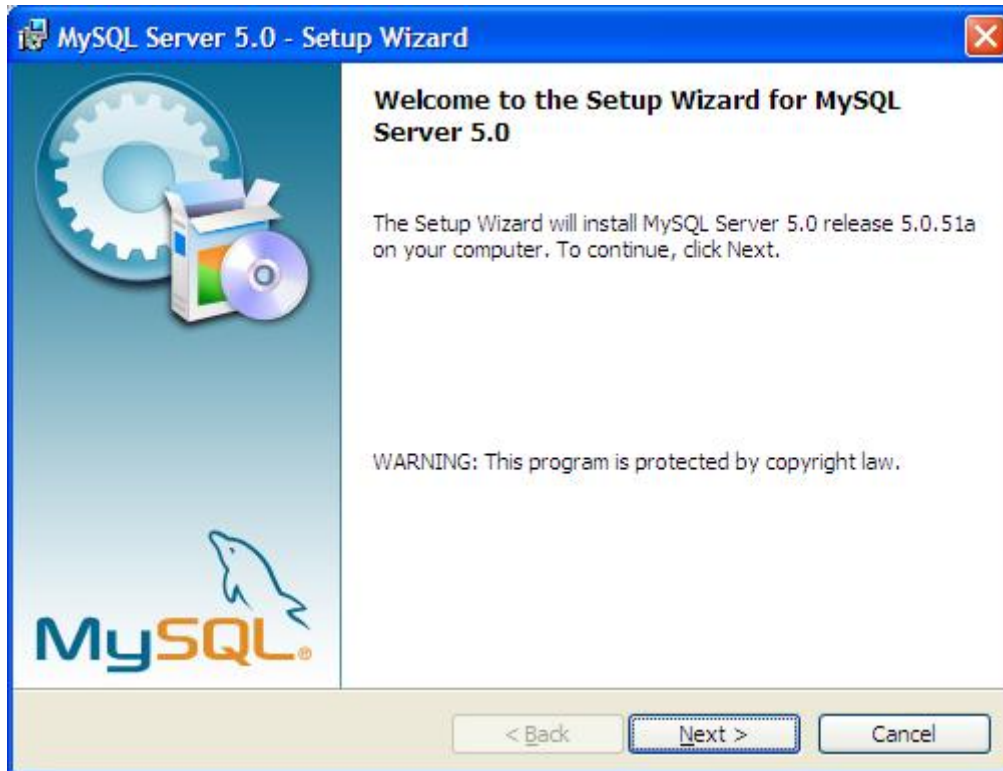 MySQL Server 5.0 - Setup Wizard
Welcome to the Setup Wizard for MySQL
Server 5.0
The Setup Wizard will install MySQL Server 5.0 release 5.0.51a
on your computer. To continue, click Next.
WARNING: This program is protected by copyright law.
MySQL®
< Back Next > Cancel